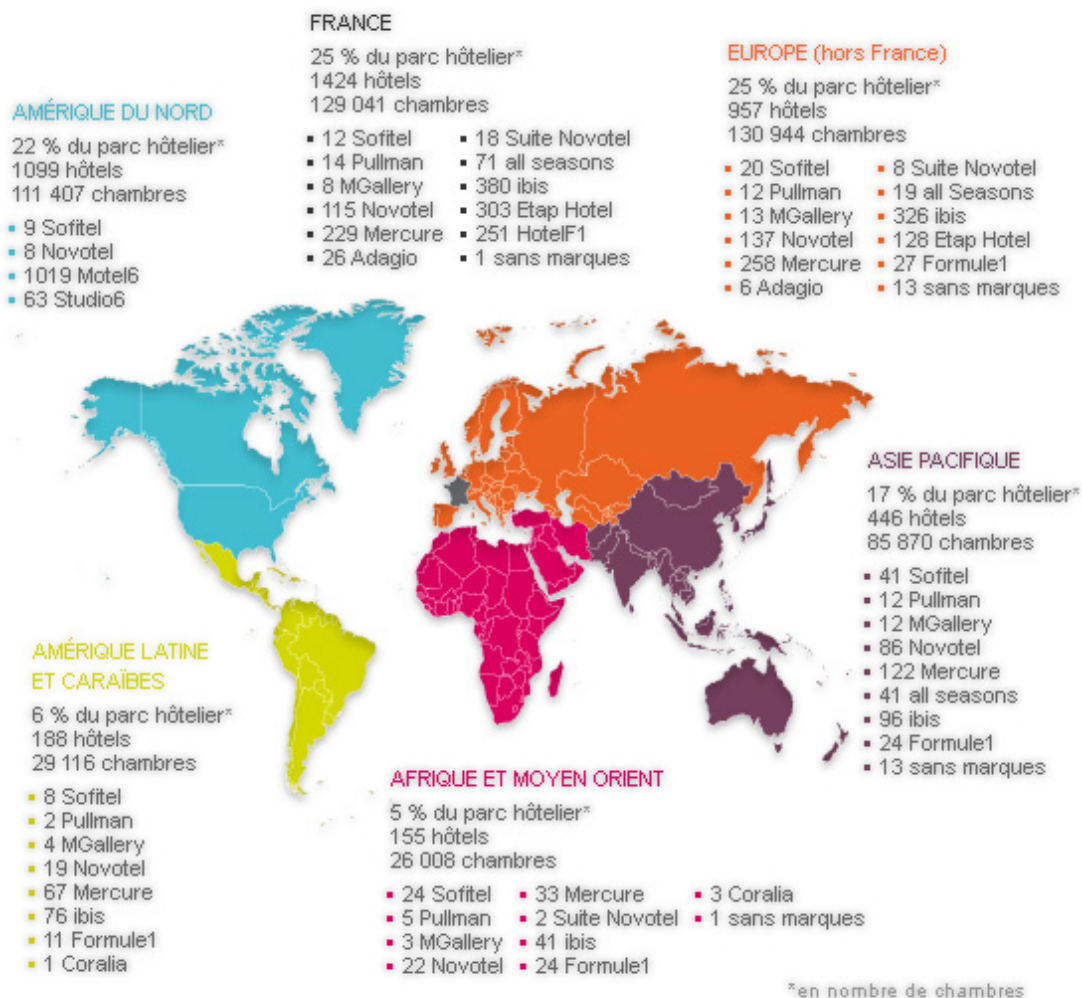 FRANCE
25 % du parc hôtelier*
1424 hôtels
129 041 chambres
▪ 12 Sofitel
▪ 14 Pullman
▪ 8 MGallery
▪ 115 Novotel
▪ 229 Mercure
▪ 26 Adagio
▪ 18 Suite Novotel
▪ 71 all seasons
▪ 380 ibis
▪ 303 Etap Hotel
▪ 251 HotelF1
▪ 1 sans marques
EUROPE (hors France)
25 % du parc hôtelier*
957 hôtels
130 944 chambres
▪ 20 Sofitel
▪ 12 Pullman
▪ 13 MGallery
▪ 137 Novotel
▪ 258 Mercure
▪ 6 Adagio
▪ 8 Suite Novotel
▪ 19 all Seasons
▪ 326 ibis
▪ 128 Etap Hotel
▪ 27 Formule1
▪ 13 sans marques
AMÉRIQUE DU NORD
22 % du parc hôtelier*
1099 hôtels
111 407 chambres
▪ 9 Sofitel
▪ 8 Novotel
▪ 1019 Motel6
▪ 63 Studio6
ASIE PACIFIQUE
17 % du parc hôtelier*
446 hôtels
85 870 chambres
▪ 41 Sofitel
▪ 12 Pullman
▪ 12 MGallery
▪ 86 Novotel
▪ 122 Mercure
▪ 41 all seasons
▪ 96 ibis
▪ 24 Formule1
▪ 13 sans marques
AMÉRIQUE LATINE
ET CARAÏBES
6 % du parc hôtelier*
188 hôtels
29 116 chambres
▪ 8 Sofitel
▪ 2 Pullman
▪ 4 MGallery
▪ 19 Novotel
▪ 67 Mercure
▪ 76 ibis
▪ 11 Formule1
▪ 1 Coralia
AFRIQUE ET MOYEN ORIENT
5 % du parc hôtelier*
155 hôtels
26 008 chambres
▪ 24 Sofitel
▪ 5 Pullman
▪ 3 MGallery
▪ 22 Novotel
▪ 33 Mercure
▪ 2 Suite Novotel
▪ 41 ibis
▪ 24 Formule1
▪ 3 Coralia
▪ 1 sans marques
*en nombre de chambres